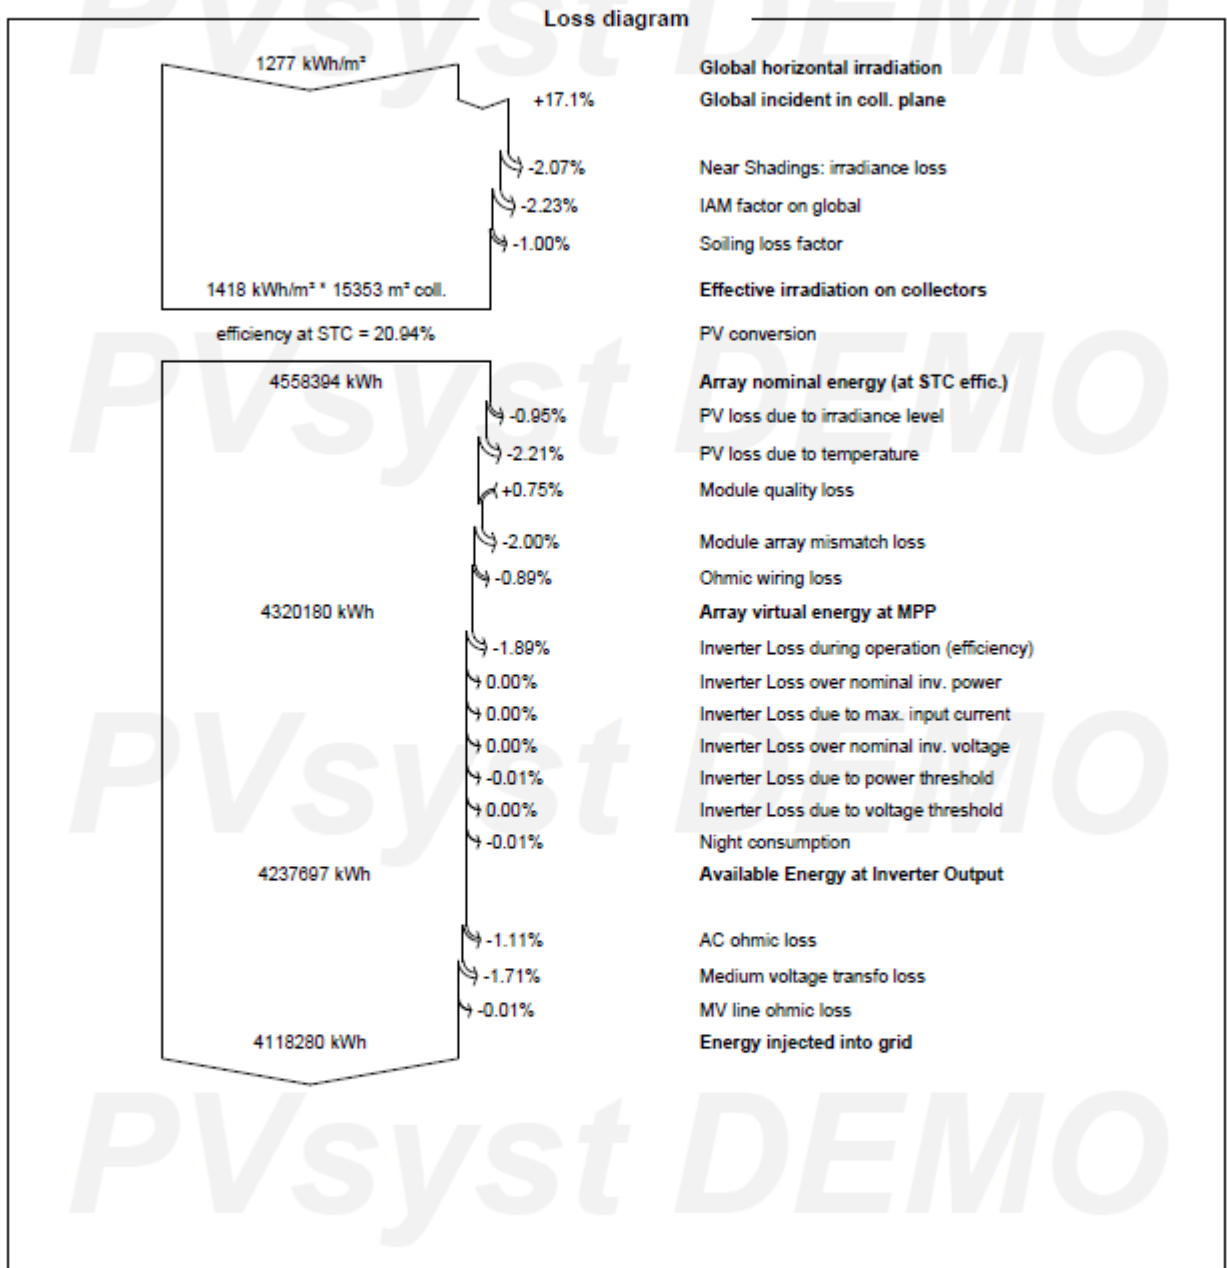 Loss diagram
1277 kWh/m²
Global horizontal irradiation
+17.1%
Global incident in coll. plane
-2.07%
Near Shadings: irradiance loss
-2.23%
IAM factor on global
-1.00%
Soiling loss factor
1418 kWh/m² * 15353 m² coll.
Effective irradiation on collectors
efficiency at STC = 20.94%
PV conversion
PVsyst DEMO
4558394 kWh
Array nominal energy (at STC effic.)
-0.95%
PV loss due to irradiance level
-2.21%
PV loss due to temperature
+0.75%
Module quality loss
-2.00%
Module array mismatch loss
-0.89%
Ohmic wiring loss
4320180 kWh
Array virtual energy at MPP
-1.89%
Inverter Loss during operation (efficiency)
0.00%
Inverter Loss over nominal inv. power
0.00%
Inverter Loss due to max. input current
0.00%
Inverter Loss over nominal inv. voltage
PVsyst DEMO
-0.01%
Inverter Loss due to power threshold
0.00%
Inverter Loss due to voltage threshold
-0.01%
Night consumption
4237697 kWh
Available Energy at Inverter Output
-1.11%
AC ohmic loss
-1.71%
Medium voltage transfo loss
-0.01%
MV line ohmic loss
4118280 kWh
Energy injected into grid
PVsyst DEMO